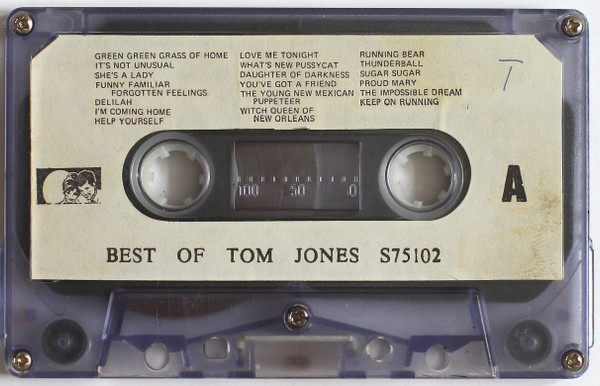 GREEN GREEN GRASS OF HOME
IT'S NOT UNUSUAL
SHE'S A LADY
FUNNY FAMILIAR
FORGOTTEN FEELINGS
DELILAH
I'M COMING HOME
HELP YOURSELF
LOVE ME TONIGHT
WHAT'S NEW PUSSYCAT
DAUGHTER OF DARKNESS
YOU'VE GOT A FRIEND
THE YOUNG NEW MEXICAN
PUPPETEER
WITCH QUEEN OF
NEW ORLEANS
RUNNING BEAR
THUNDERBALL
SUGAR SUGAR
PROUD MARY
THE IMPOSSIBLE DREAM
KEEP ON RUNNING
7
100 50 0
A
BEST OF TOM JONES S75102